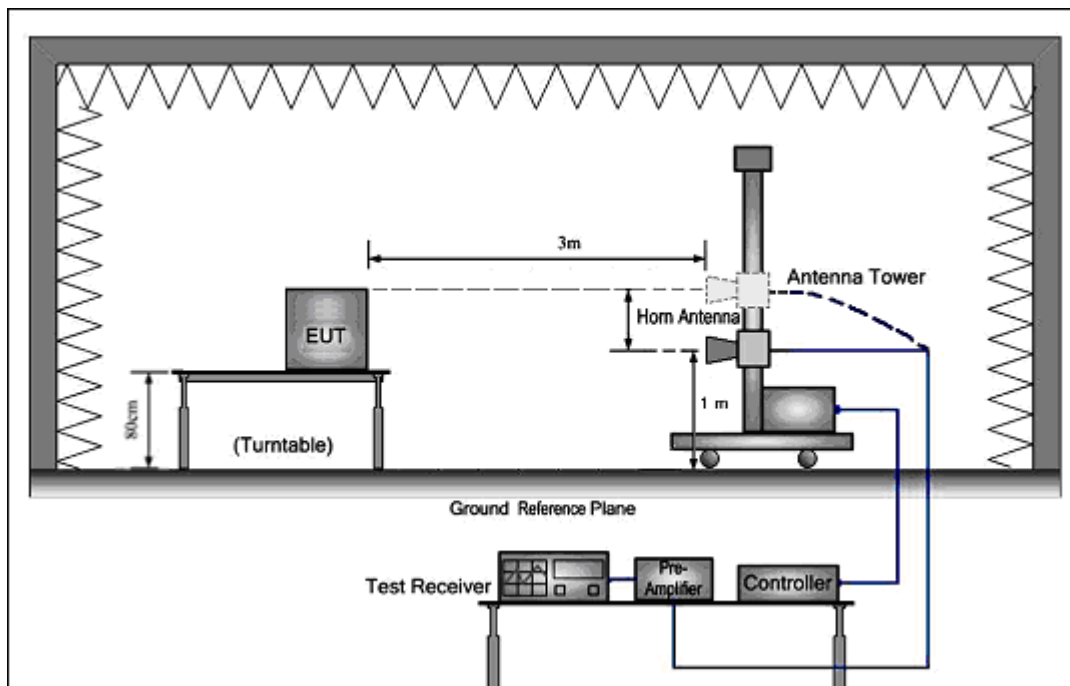 3m
Antenna Tower
Horn Antenna
EUT
80cm
1 m
(Turntable)
Ground Reference Plane
Test Receiver
Pre-
Amplifier
Controller